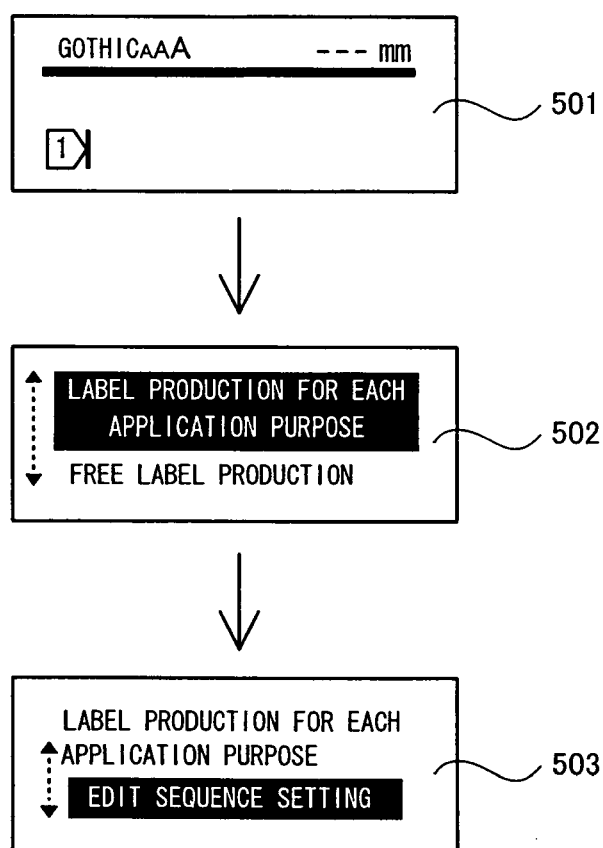 GOTHICAAA --- mm
501
1
LABEL PRODUCTION FOR EACH
APPLICATION PURPOSE
502
FREE LABEL PRODUCTION
LABEL PRODUCTION FOR EACH
APPLICATION PURPOSE
503
EDIT SEQUENCE SETTING